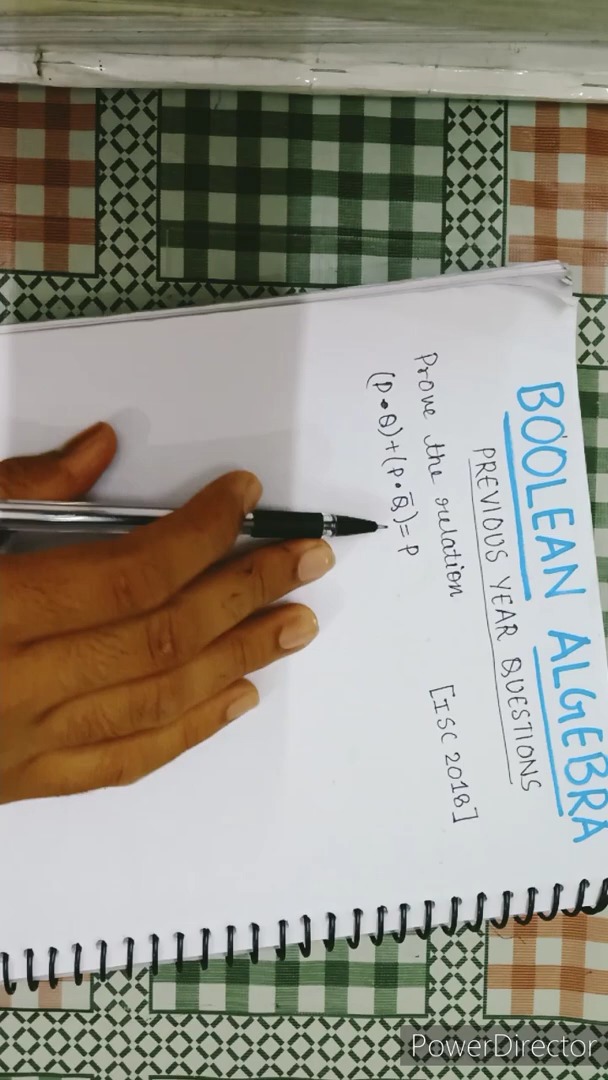 BOOLEAN ALGEBRA
PREVIOUS YEAR QUESTIONS
Prove the relation [ISC 2018]
(P•Q)+(P•Q̄)=P
PowerDirector